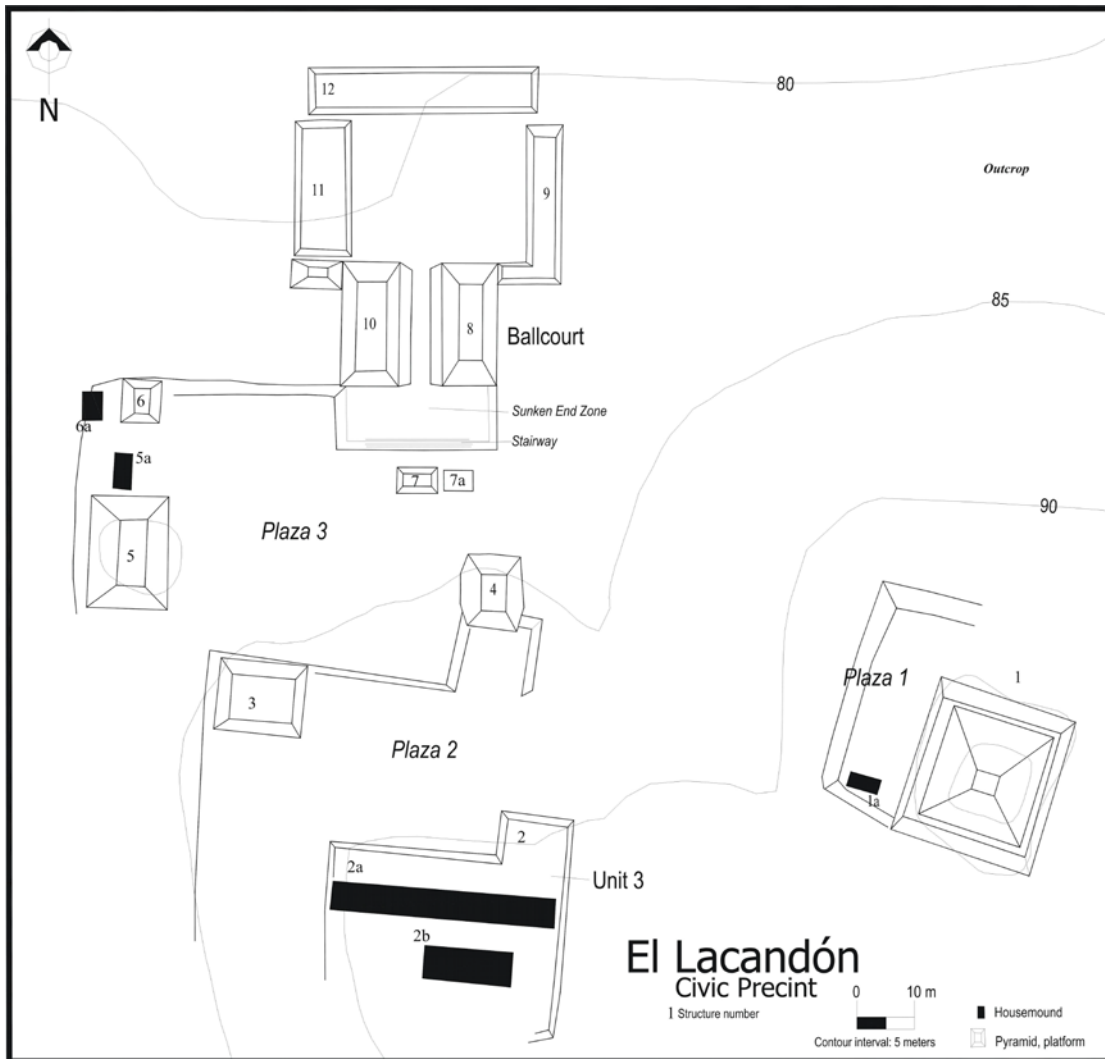 N
80
12
11
9
Outcrop
85
10
8
Ballcourt
6
6a
Sunken End Zone
Stairway
5a
7
7a
90
Plaza 3
5
4
Plaza 1
1
3
Plaza 2
1a
2
2a
Unit 3
2b
El Lacandón
Civic Precint
1 Structure number
0 10 m
Contour interval: 5 meters
Housemound
Pyramid, platform